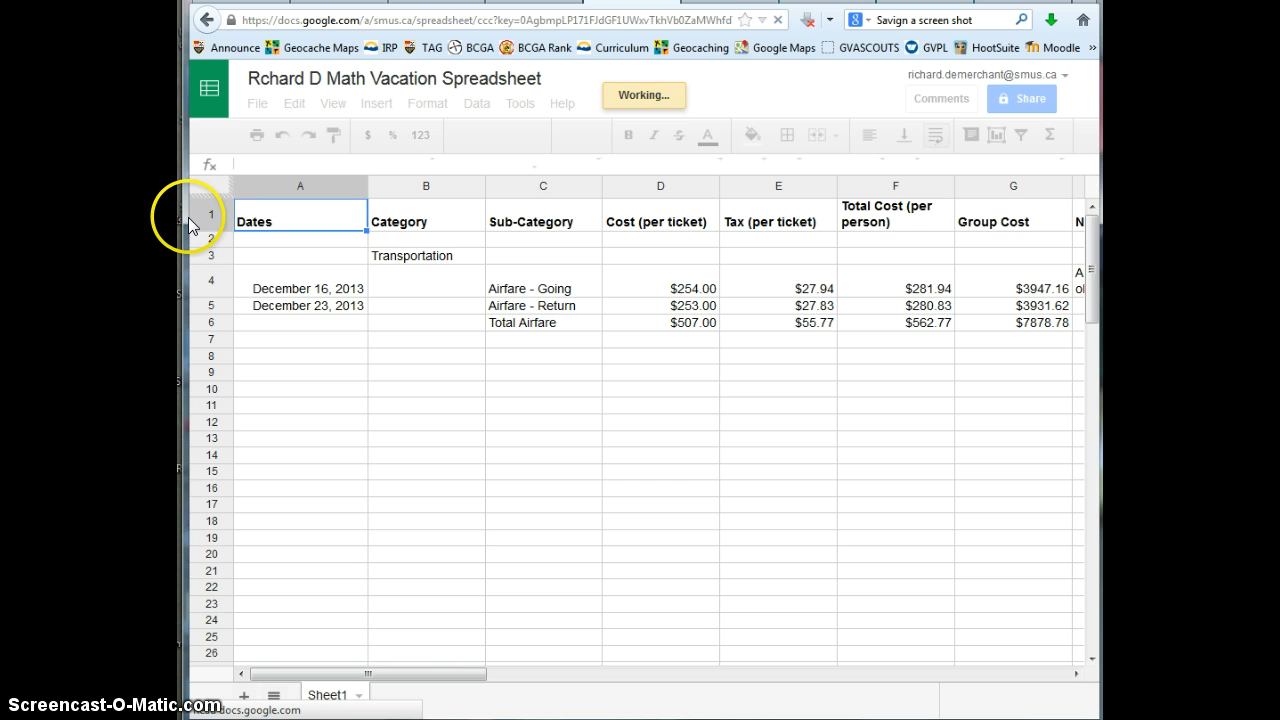 https://docs.google.com/a/smus.ca/spreadsheet/ccc?key=0AgbmpLP171FJdGF1UWxvTkhVb0ZaMWhfd
Savign a screen shot
Announce Geocache Maps IRP TAG BCGA BCGA Rank Curriculum Geocaching Google Maps GVASCOUTS GVPL HootSuite Moodle »
Rchard D Math Vacation Spreadsheet
richard.demerchant@smus.ca
Working...
File Edit View Insert Format Data Tools Help
Comments Share
$ % 123 B I S A Σ
fx
A B C D E F G
1 Dates Category Sub-Category Cost (per ticket) Tax (per ticket) Total Cost (per person) Group Cost N
2
3 Transportation
4 December 16, 2013 Airfare - Going $254.00 $27.94 $281.94 $3947.16
5 December 23, 2013 Airfare - Return $253.00 $27.83 $280.83 $3931.62
6 Total Airfare $507.00 $55.77 $562.77 $7878.78
7
8
9
10
11
12
13
14
15
16
17
18
19
20
21
22
23
24
25
26
Sheet1
docs.google.com
Screencast-O-Matic.com